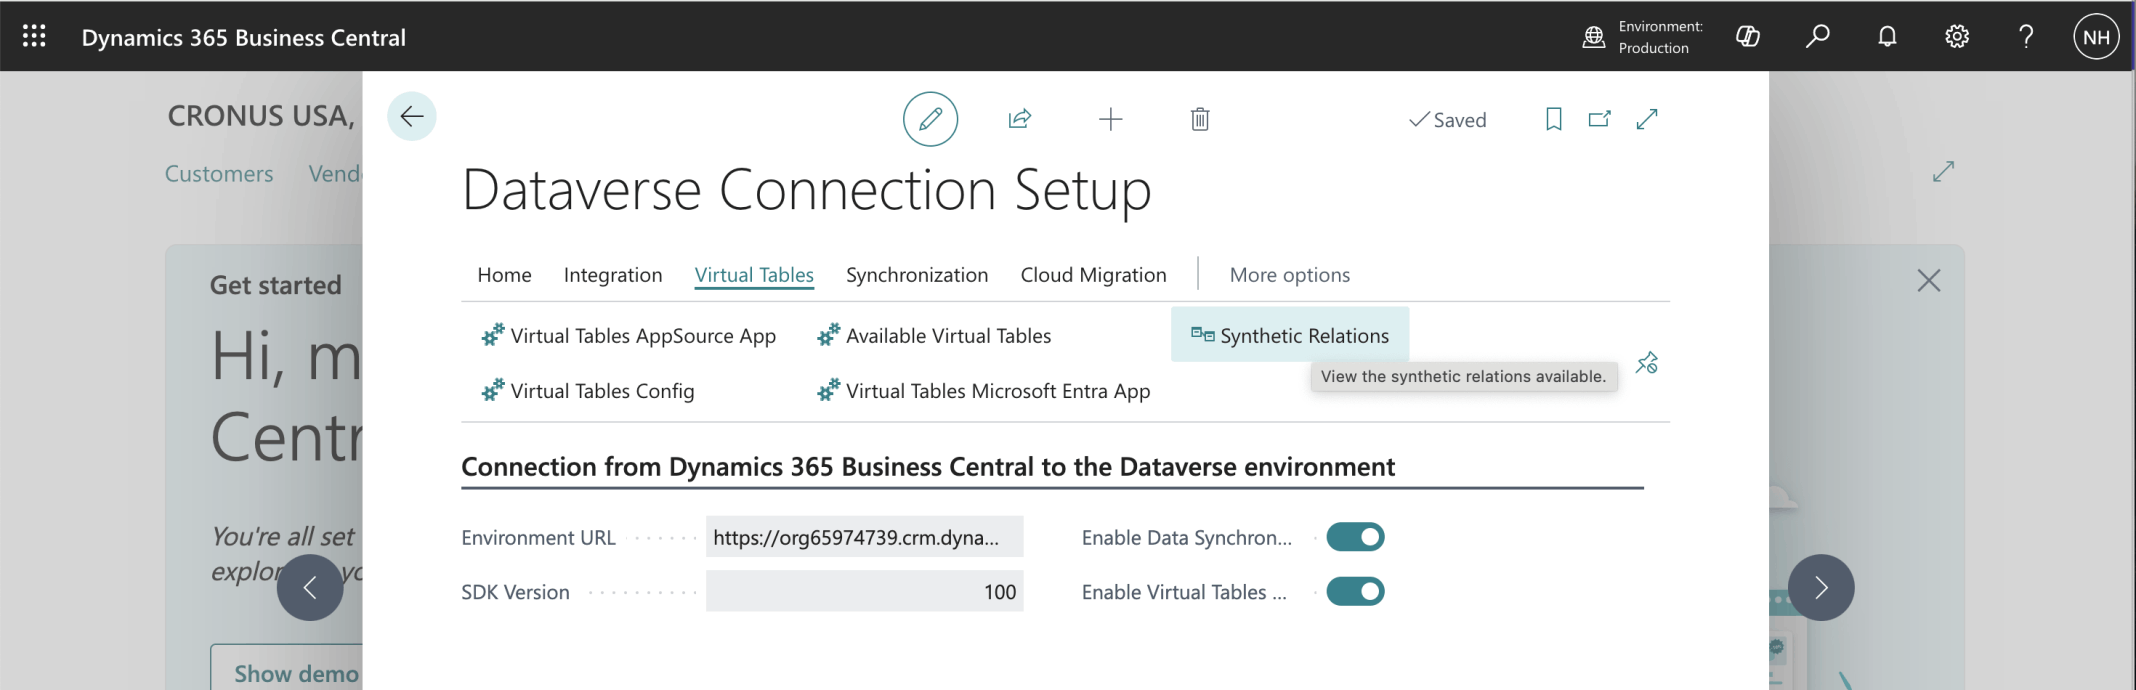 Dynamics 365 Business Central
Environment:
Production
NH
CRONUS USA,
Customers
Saved
Dataverse Connection Setup
Home
Integration
Virtual Tables
Synchronization
Cloud Migration
More options
Get started
Virtual Tables AppSource App
Available Virtual Tables
Synthetic Relations
Virtual Tables Config
Virtual Tables Microsoft Entra App
View the synthetic relations available.
Hi,
Connection from Dynamics 365 Business Central to the Dataverse environment
You're all set
Environment URL
https://org65974739.crm.dyna...
Enable Data Synchron...
SDK Version
100
Enable Virtual Tables ...
Show demo